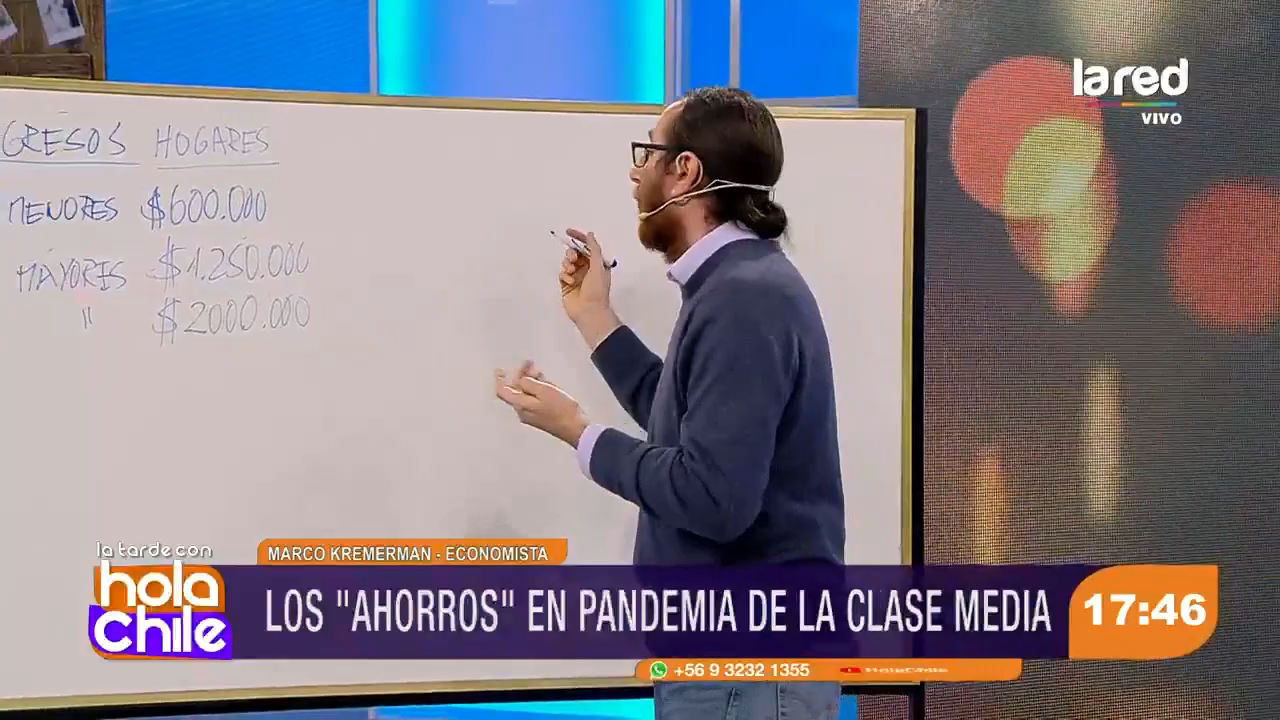 la red
VIVO
GRESOS HOGARES
MENORES $600.000
MAYORES $1.250.000
" $2000.000
la tarde con
hola
chile
MARCO KREMERMAN - ECONOMISTA
LOS "AHORROS" E PANDEMIA DE LA CLASE MEDIA
17:46
+56 9 3232 1355
HolaChile